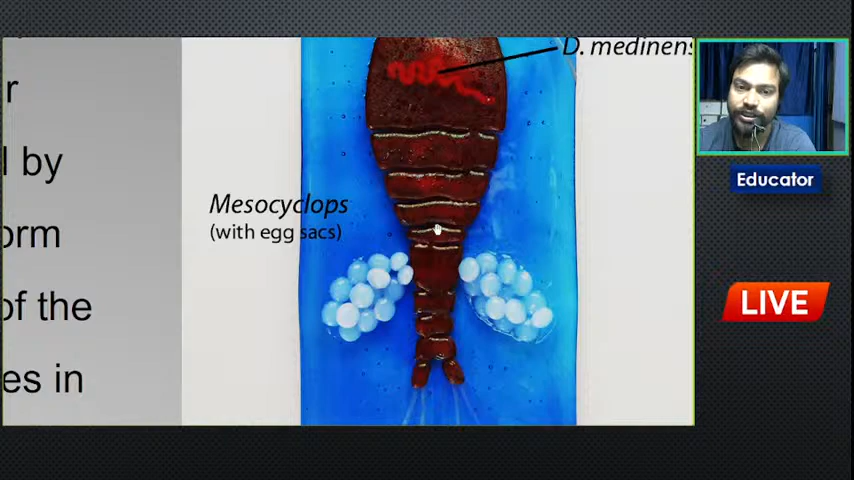 D. medinens
r
l by
Mesocyclops
(with egg sacs)
orm
of the
es in
Educator
LIVE